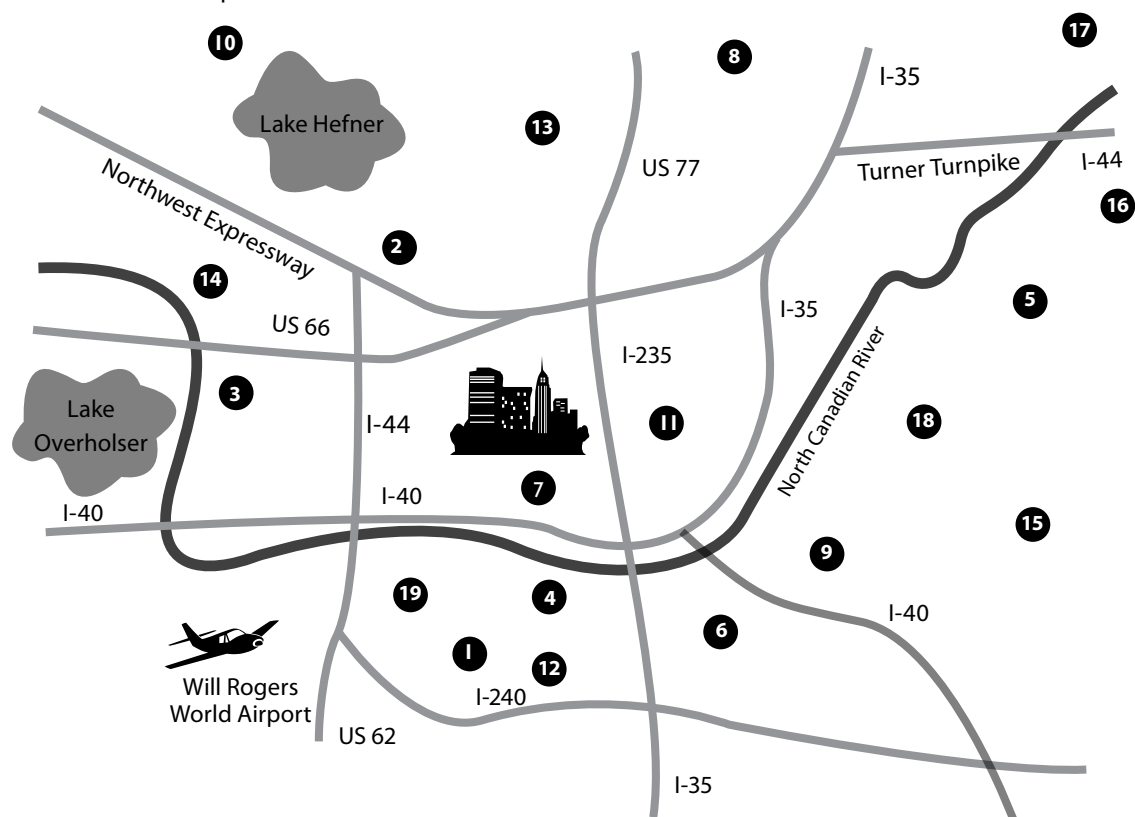 10
17
8
I-35
Lake Hefner
13
US 77
Turner Turnpike
I-44
Northwest Expressway
16
2
14
5
I-35
US 66
I-235
North Canadian River
3
Lake
Overholser
I-44
11
18
7
I-40
I-40
15
9
19
4
I-40
6
1
12
Will Rogers
World Airport
I-240
US 62
I-35